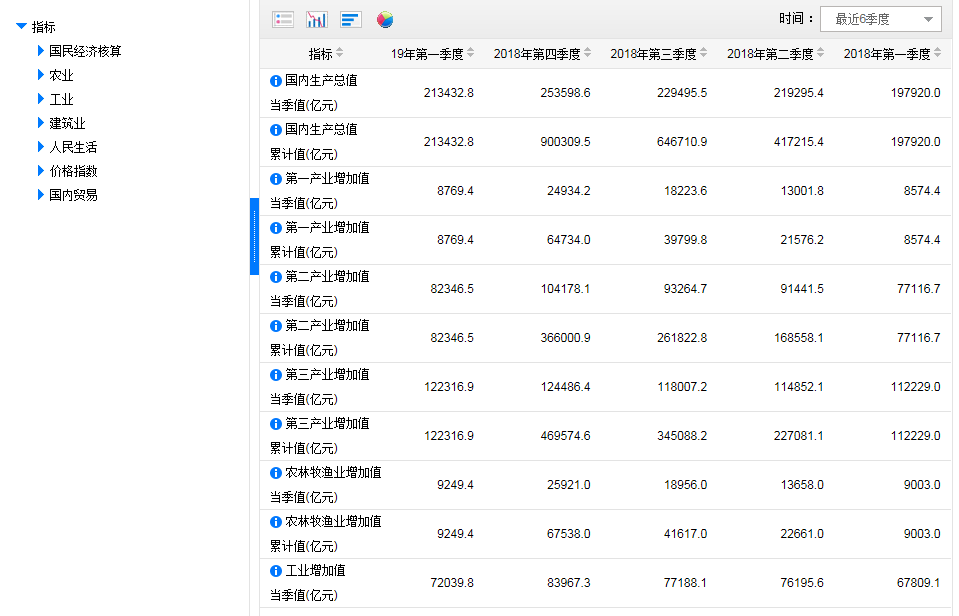 指标
国民经济核算
农业
工业
建筑业
人民生活
价格指数
国内贸易
时间： 最近6季度
指标 19年第一季度 2018年第四季度 2018年第三季度 2018年第二季度 2018年第一季度
国内生产总值
当季值(亿元) 213432.8 253598.6 229495.5 219295.4 197920.0
国内生产总值
累计值(亿元) 213432.8 900309.5 646710.9 417215.4 197920.0
第一产业增加值
当季值(亿元) 8769.4 24934.2 18223.6 13001.8 8574.4
第一产业增加值
累计值(亿元) 8769.4 64734.0 39799.8 21576.2 8574.4
第二产业增加值
当季值(亿元) 82346.5 104178.1 93264.7 91441.5 77116.7
第二产业增加值
累计值(亿元) 82346.5 366000.9 261822.8 168558.1 77116.7
第三产业增加值
当季值(亿元) 122316.9 124486.4 118007.2 114852.1 112229.0
第三产业增加值
累计值(亿元) 122316.9 469574.6 345088.2 227081.1 112229.0
农林牧渔业增加值
当季值(亿元) 9249.4 25921.0 18956.0 13658.0 9003.0
农林牧渔业增加值
累计值(亿元) 9249.4 67538.0 41617.0 22661.0 9003.0
工业增加值
当季值(亿元) 72039.8 83967.3 77188.1 76195.6 67809.1